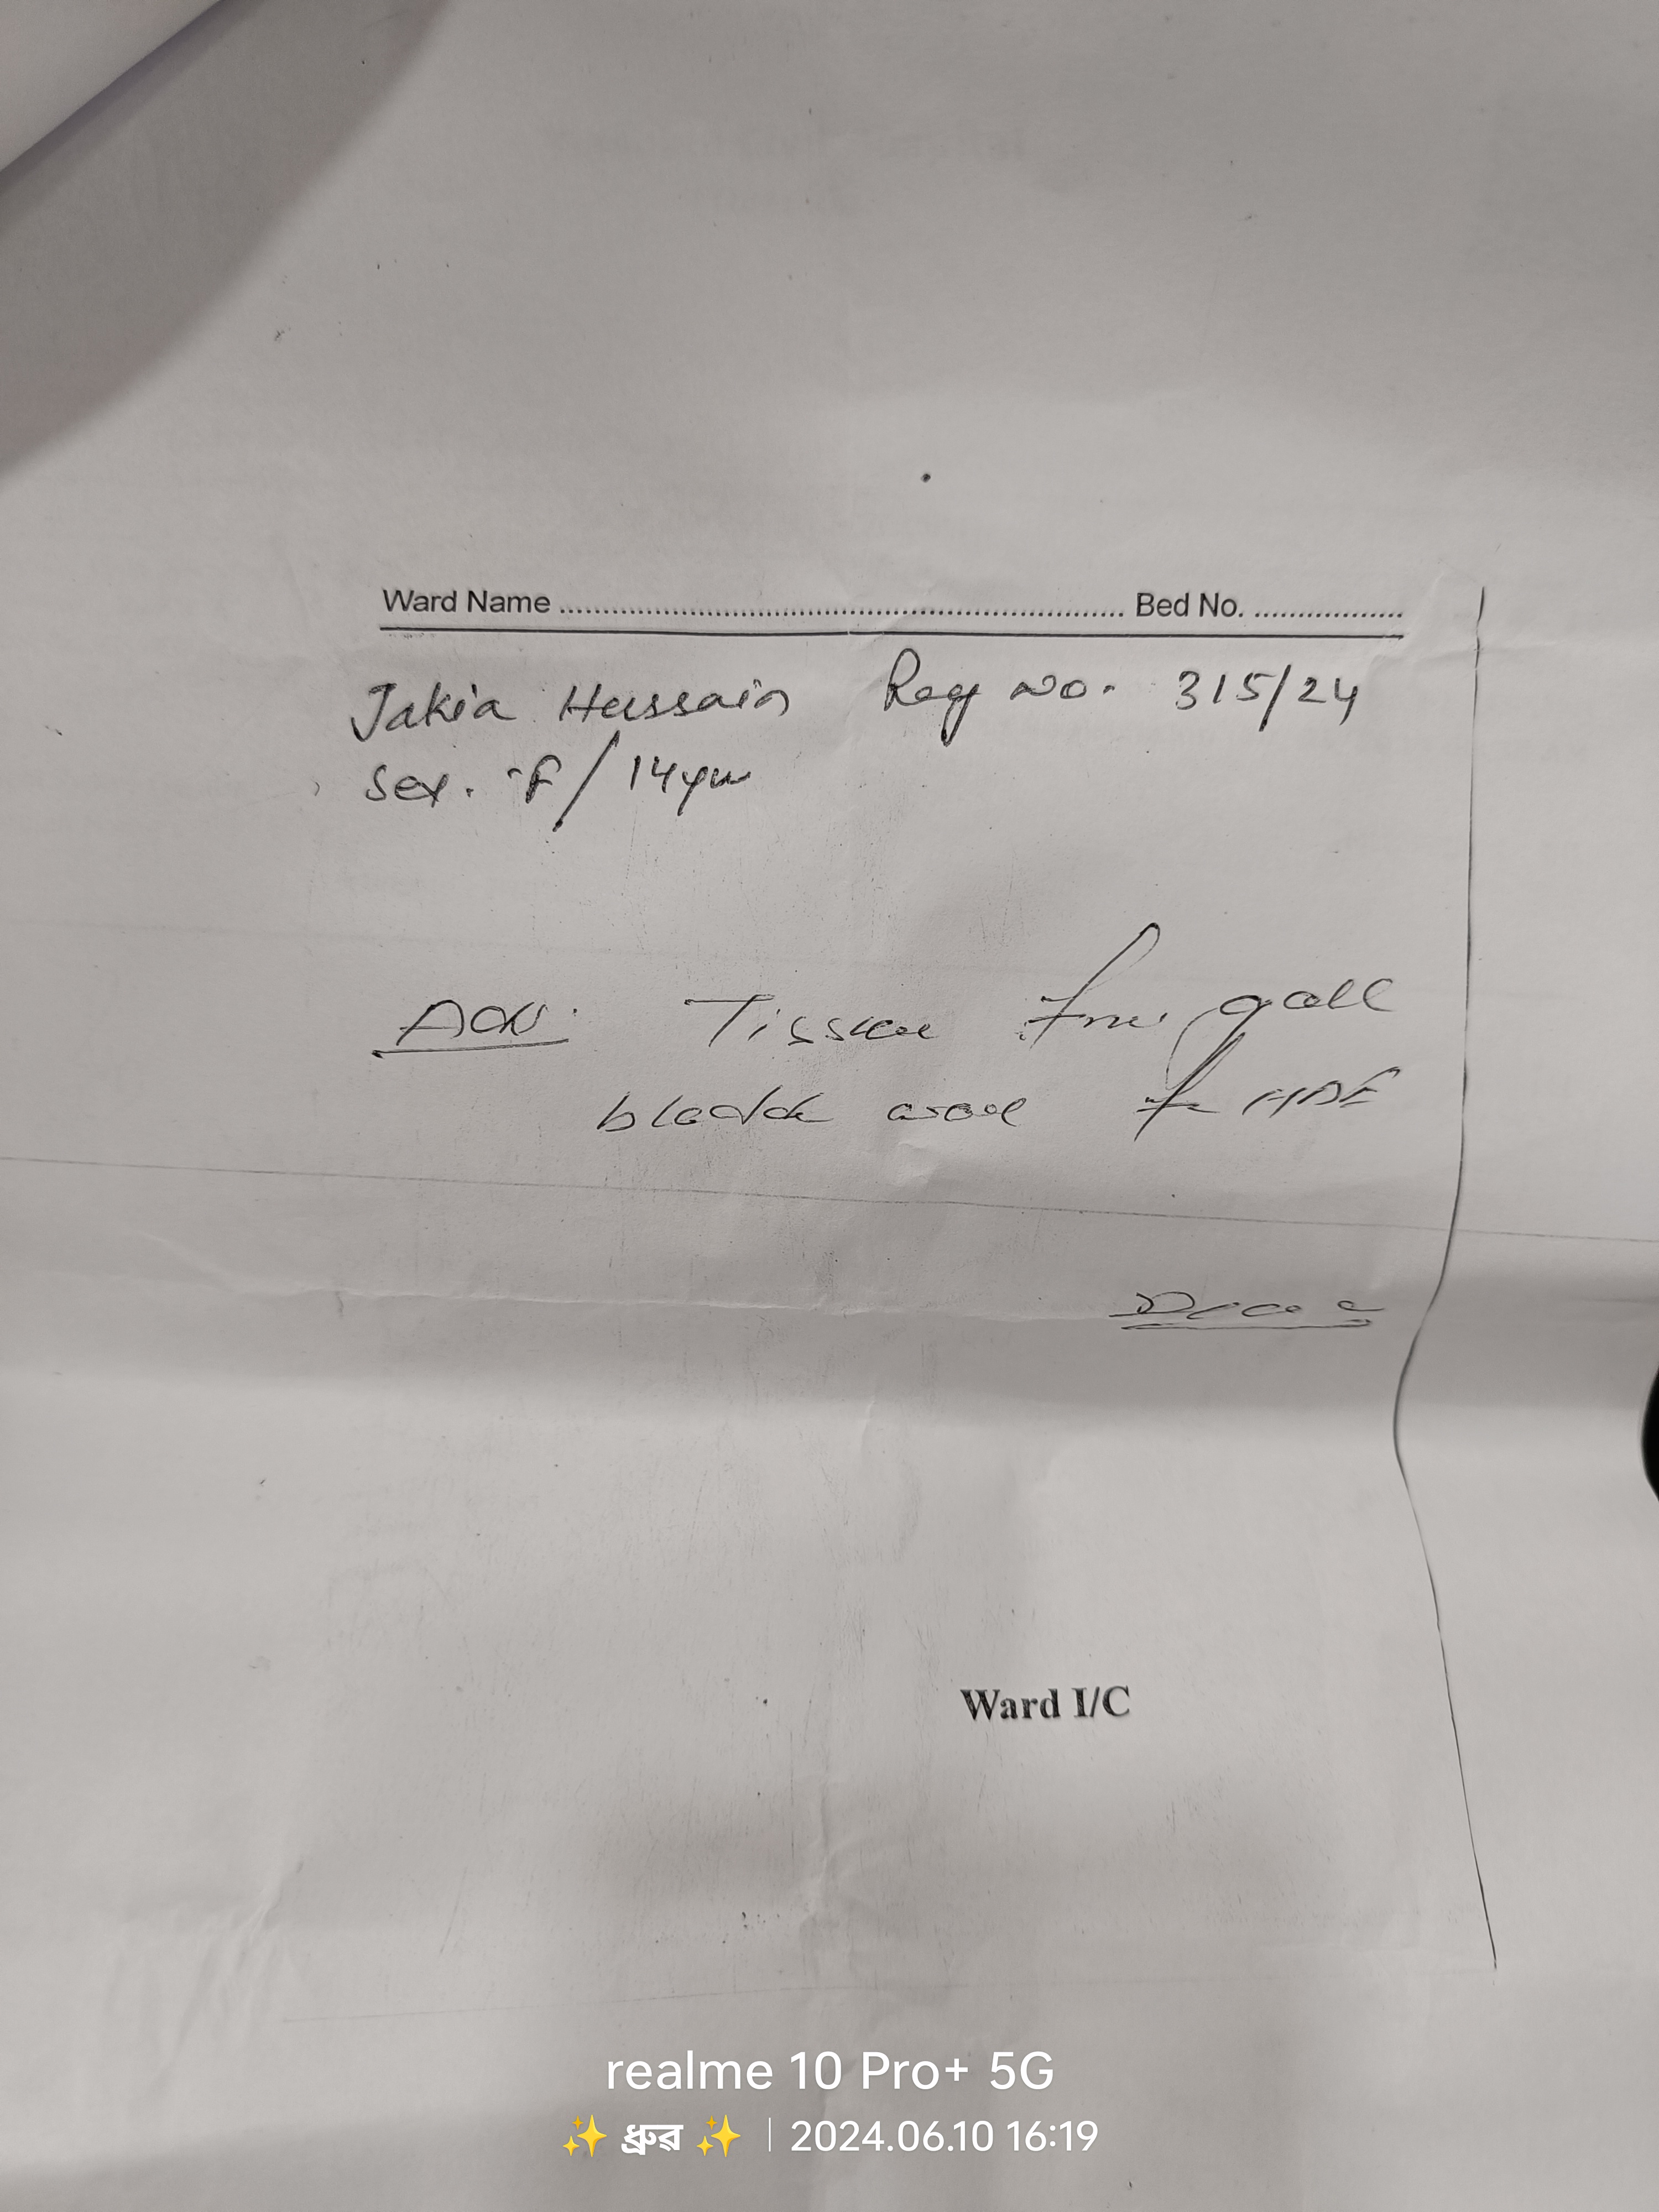 Ward Name ........................................ Bed No. ..................
Jakia Hussain Reg no. 315/24
Sex. F/14yrs
Adv. Tissue from gall
bladder wall for HPE
Ward I/C
realme 10 Pro+ 5G
✨ ধ্ৰুৱ ✨ | 2024.06.10 16:19